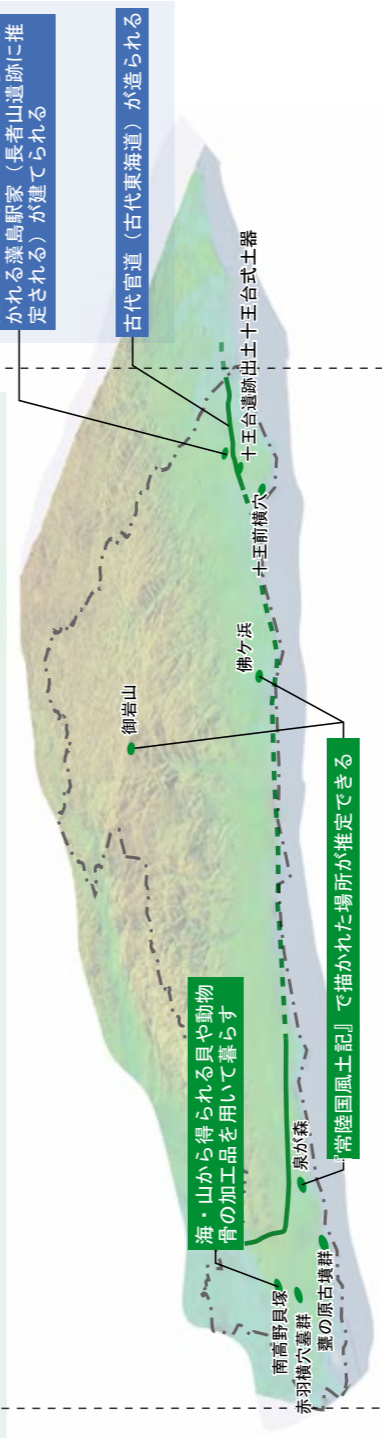 かれる藻島駅家（長者山遺跡に推
定される）が建てられる
古代官道（古代東海道）が造られる
十王台遺跡出土十王台式土器
十王前横穴
佛ケ浜
御岩山
『常陸国風土記』で描かれた場所が推定できる
海・山から得られる貝や動物
骨の加工品を用いて暮らす
泉が森
南高野貝塚
赤羽横穴墓群
甕の原古墳群